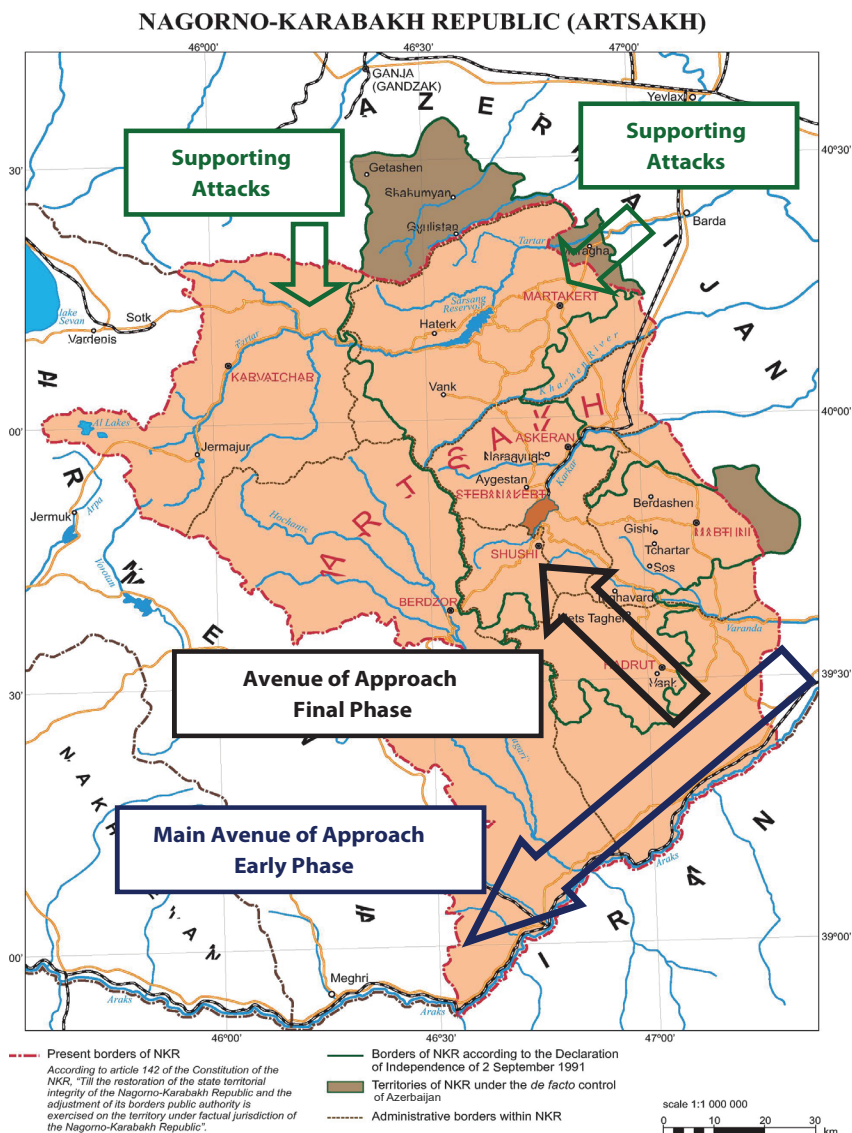 NAGORNO-KARABAKH REPUBLIC (ARTSAKH)
46°00'
46°30'
47°00'
GANJA
(GANDZAK)
Yevlax
A Z E R
A I J A N
Supporting
Attacks
Supporting
Attacks
30'
40°30'
Getashen
Shahumyan
Gyulistan
Barda
Tartar
MARTAKERT
Sarsang
Reservoir
Haterk
Lake
Sevan
Sotk
Vardenis
Tartar
KARVATCHAR
Vank
Khachen River
40°00'
00'
Al Lakes
Jermajur
A R T
A K H
ASKERAN
Karkar
Aygestan
STEPANAKERT
Berdashen
Gishi
MARTUNI
Tchartar
Sos
Jermuk
Arpa
Vorotan
Hochants
SHUSHI
BERDZOR
Mets Tagher
Varanda
HADRUT
Vank
39°30'
30'
Avenue of Approach
Final Phase
Main Avenue of Approach
Early Phase
Araks
I R A N
39°00'
00'
Meghri
Araks
Araks
46°00'
46°30'
47°00'
Present borders of NKR
According to article 142 of the Constitution of the
NKR, "Till the restoration of the state territorial
integrity of the Nagorno-Karabakh Republic and the
adjustment of its borders public authority is
exercised on the territory under factual jurisdiction of
the Nagorno-Karabakh Republic".
Borders of NKR according to the Declaration
of Independence of 2 September 1991
Territories of NKR under the de facto control
of Azerbaijan
Administrative borders within NKR
scale 1:1 000 000
0 10 20 30
km